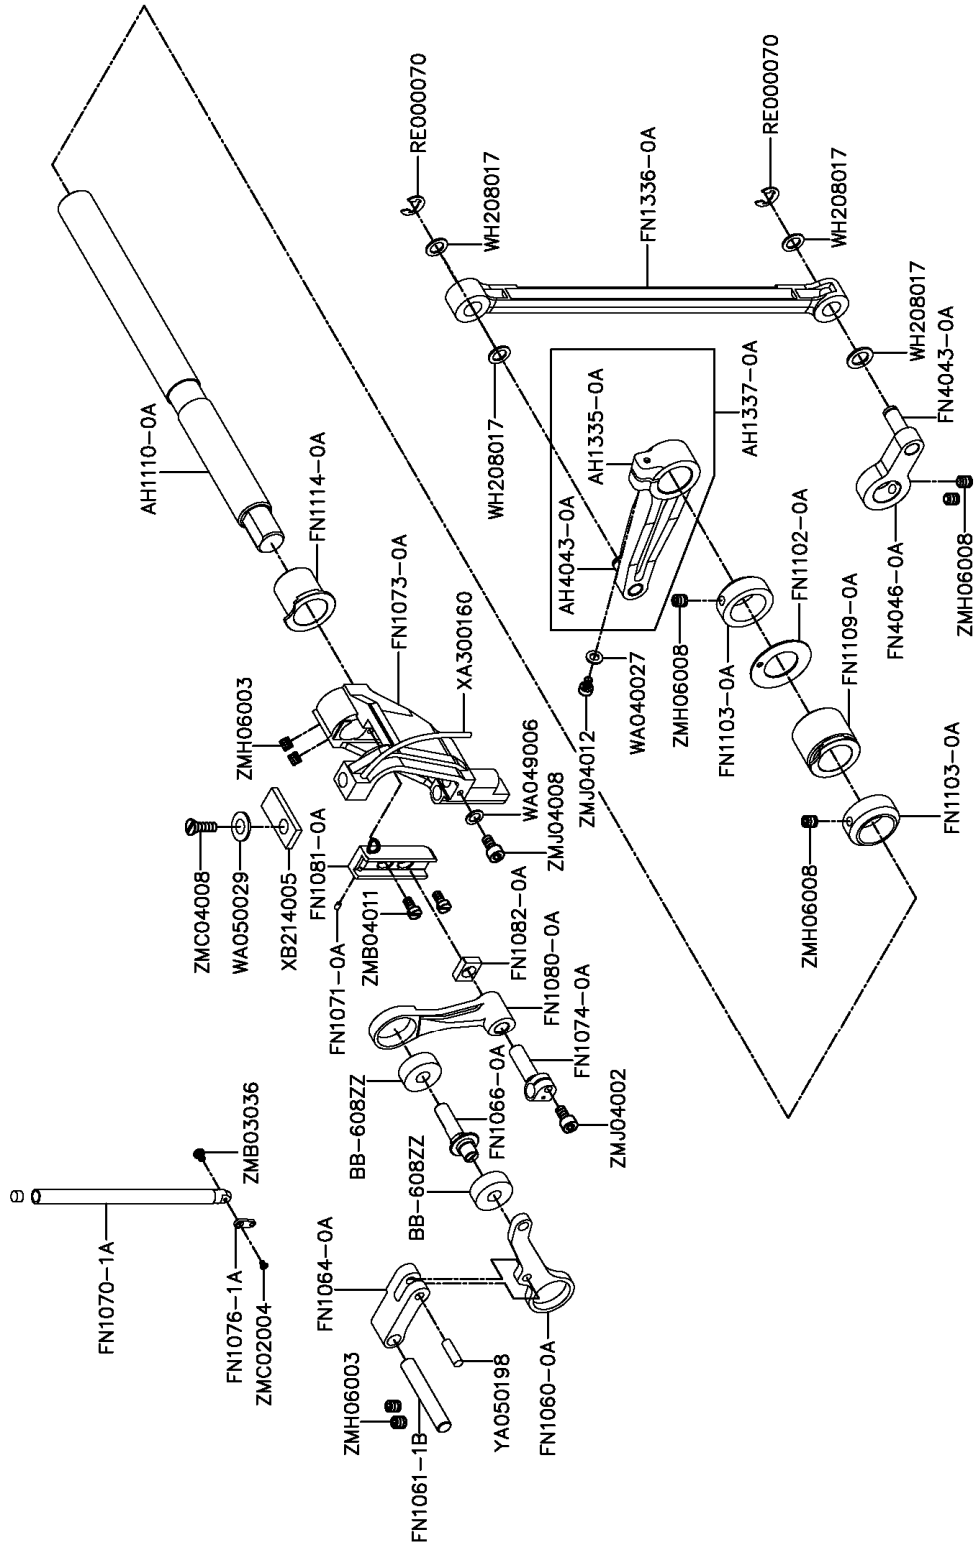 RE000070
WH208017
FN1336-0A
RE000070
WH208017
WH208017
FN4043-0A
WH208017
AH1335-0A
AH1337-0A
AH4043-0A
FN4046-0A
ZMH06008
AH1110-0A
FN1114-0A
FN1073-0A
XA300160
ZMH06003
ZMJ04012
WA040027
ZMH06008
FN1103-0A
FN1102-0A
FN1109-0A
FN1103-0A
ZMH06008
WA049006
ZMJ04008
ZMC04008
WA050029
XB214005
FN1081-0A
FN1071-0A
ZMB04011
FN1082-0A
FN1080-0A
FN1074-0A
ZMJ04002
BB-608ZZ
FN1066-0A
BB-608ZZ
ZMB03036
FN1070-1A
FN1076-1A
ZMC02004
FN1064-0A
ZMH06003
FN1061-1B
YA050198
FN1060-0A